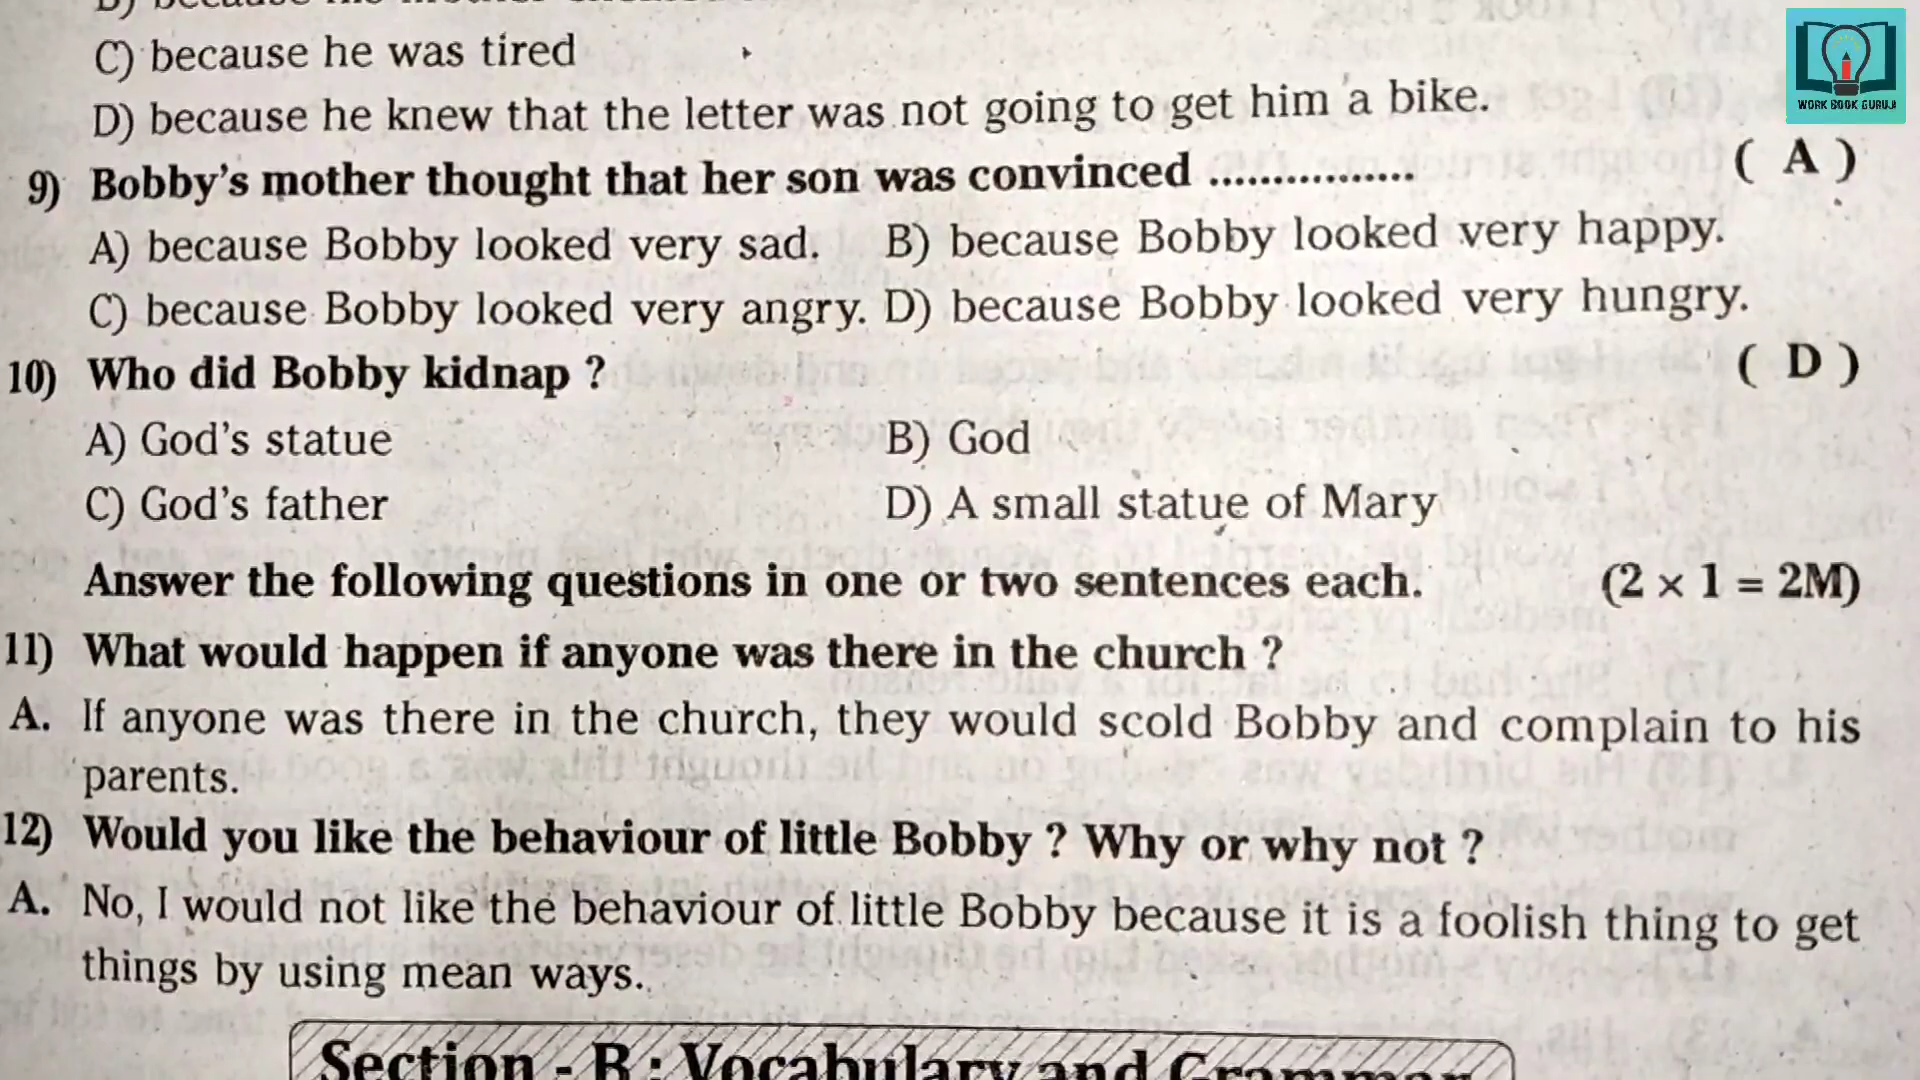 B) because his mother
C) because he was tired
D) because he knew that the letter was not going to get him a bike.
WORK BOOK GURUJI
9) Bobby's mother thought that her son was convinced ................ ( A )
A) because Bobby looked very sad. B) because Bobby looked very happy.
C) because Bobby looked very angry. D) because Bobby looked very hungry.
10) Who did Bobby kidnap ? ( D )
A) God's statue B) God
C) God's father D) A small statue of Mary
Answer the following questions in one or two sentences each. (2 × 1 = 2M)
11) What would happen if anyone was there in the church ?
A. If anyone was there in the church, they would scold Bobby and complain to his
parents.
12) Would you like the behaviour of little Bobby ? Why or why not ?
A. No, I would not like the behaviour of little Bobby because it is a foolish thing to get
things by using mean ways.
Section - B : Vocabulary and Grammar